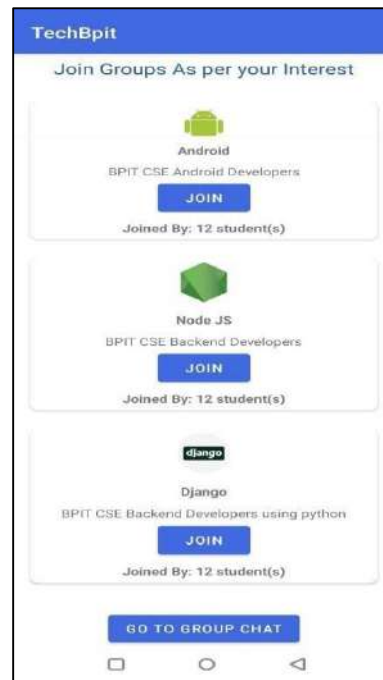 TechBpit
Join Groups As per your Interest
Android
BPIT CSE Android Developers
JOIN
Joined By: 12 student(s)
Node JS
BPIT CSE Backend Developers
JOIN
Joined By: 12 student(s)
django
Django
BPIT CSE Backend Developers using python
JOIN
Joined By: 12 student(s)
GO TO GROUP CHAT